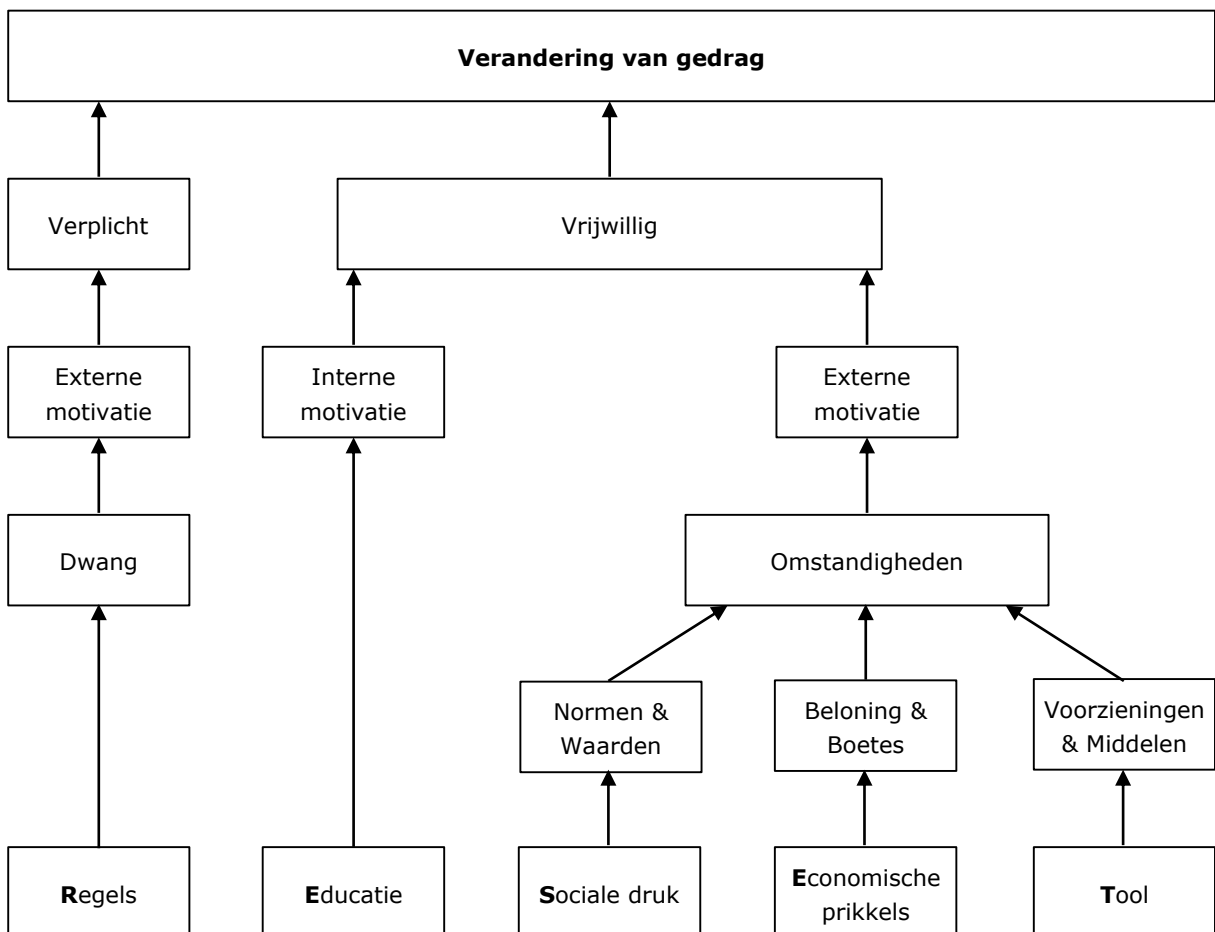 Verandering van gedrag
Verplicht
Vrijwillig
Externe
motivatie
Interne
motivatie
Externe
motivatie
Dwang
Omstandigheden
Normen &
Waarden
Beloning &
Boetes
Voorzieningen
& Middelen
Regels
Educatie
Sociale druk
Economische
prikkels
Tool